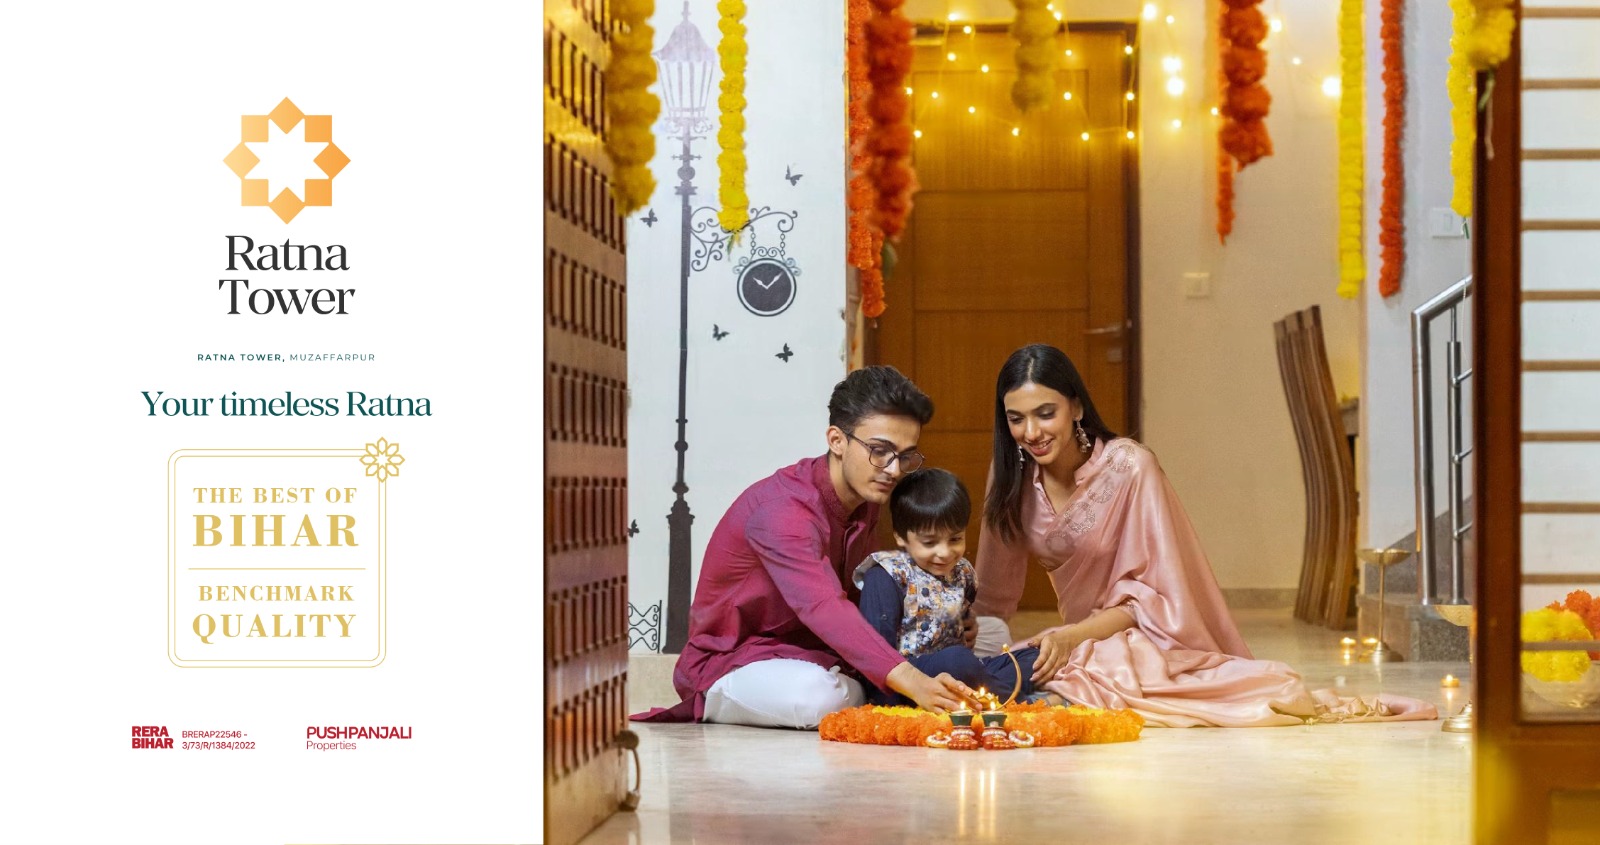 Ratna
Tower
RATNA TOWER, MUZAFFARPUR
Your timeless Ratna
THE BEST OF
BIHAR
BENCHMARK
QUALITY
RERA
BIHAR
BRERAP22546 -
3/73/R/1384/2022
PUSHPANJALI
Properties